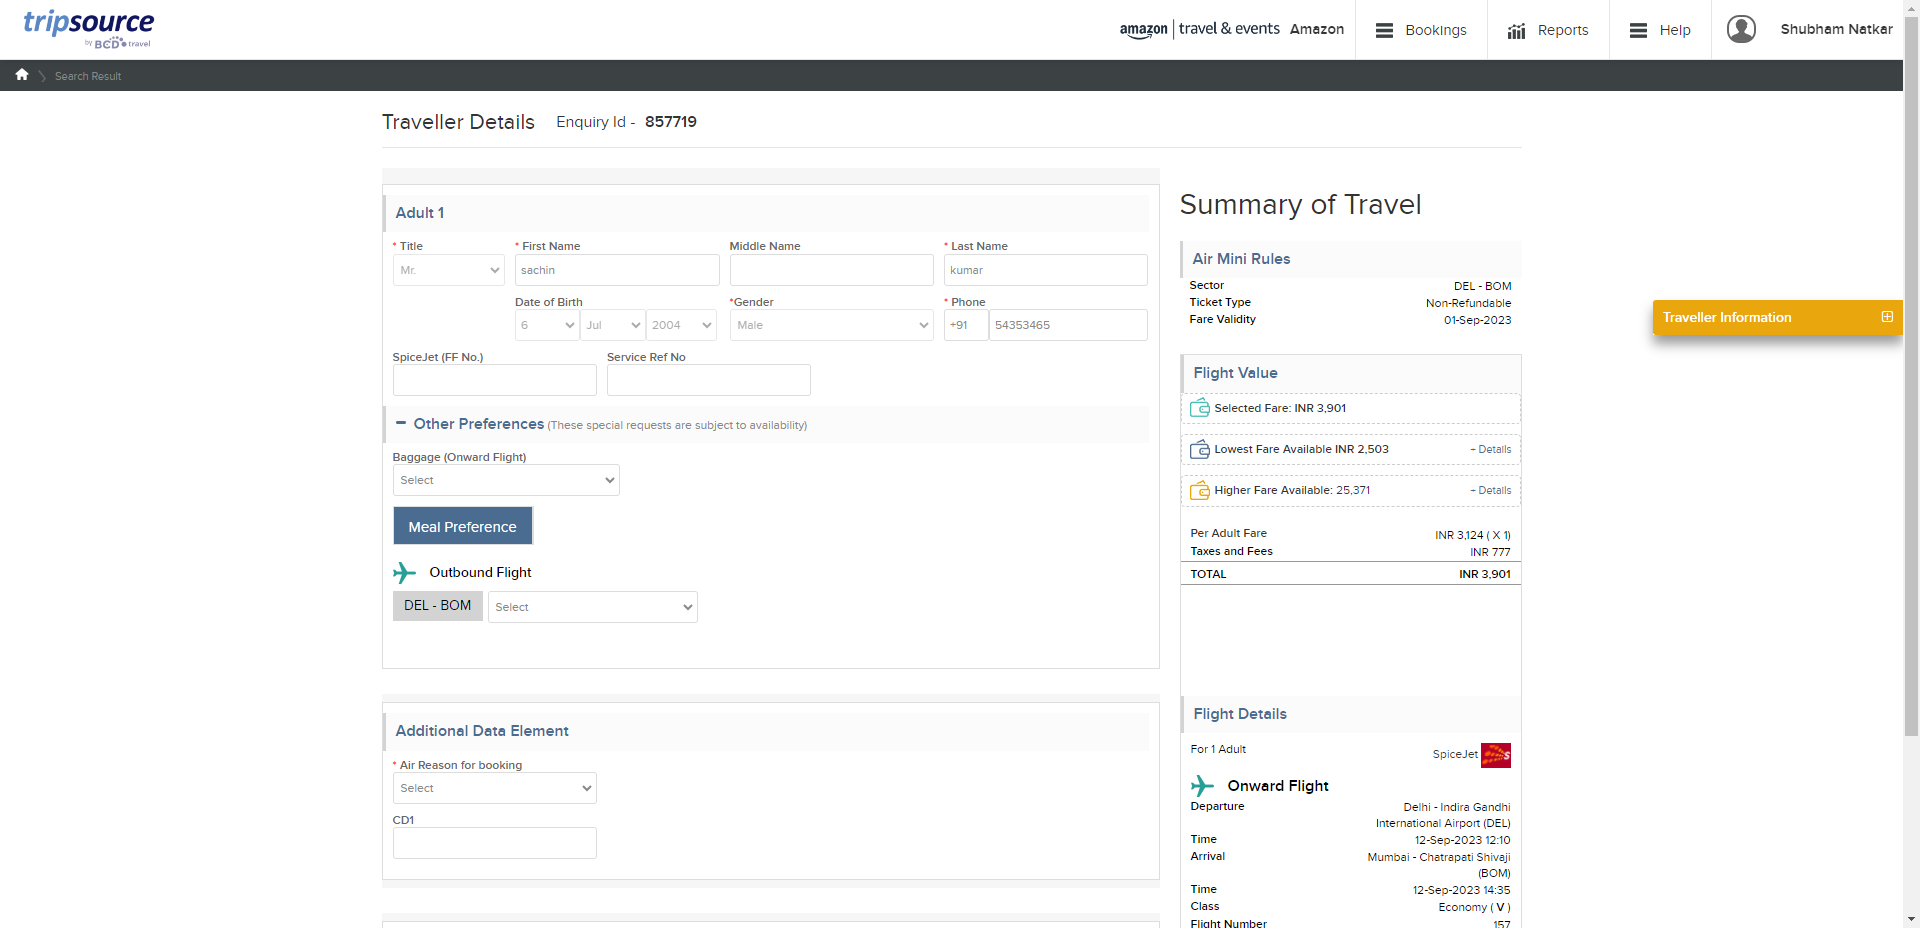 tripsource
by BCD travel
amazon travel & events Amazon
Bookings
Reports
Help
Shubham Natkar
Search Result
Traveller Details Enquiry Id - 857719
Adult 1
* Title * First Name Middle Name * Last Name
Mr. sachin kumar
Date of Birth *Gender * Phone
6 Jul 2004 Male +91 54353465
SpiceJet (FF No.) Service Ref No
Other Preferences (These special requests are subject to availability)
Baggage (Onward Flight)
Select
Meal Preference
Outbound Flight
DEL - BOM Select
Additional Data Element
* Air Reason for booking
Select
CD1
Summary of Travel
Air Mini Rules
Sector DEL - BOM
Ticket Type Non-Refundable
Fare Validity 01-Sep-2023
Traveller Information
Flight Value
Selected Fare: INR 3,901
Lowest Fare Available INR 2,503 + Details
Higher Fare Available: 25,371 + Details
Per Adult Fare INR 3,124 ( X 1)
Taxes and Fees INR 777
TOTAL INR 3,901
Flight Details
For 1 Adult SpiceJet
Onward Flight
Departure Delhi - Indira Gandhi
International Airport (DEL)
Time 12-Sep-2023 12:10
Arrival Mumbai - Chatrapati Shivaji
(BOM)
Time 12-Sep-2023 14:35
Class Economy ( V )
Flight Number 157